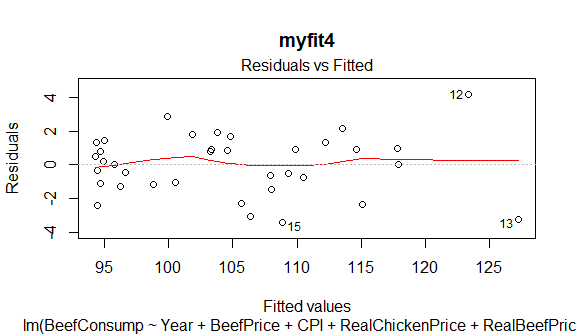 myfit4
Residuals vs Fitted
Residuals
4
2
0
-2
-4
12
15
13
95 100 105 110 115 120 125
Fitted values
lm(BeefConsump ~ Year + BeefPrice + CPI + RealChickenPrice + RealBeefPric